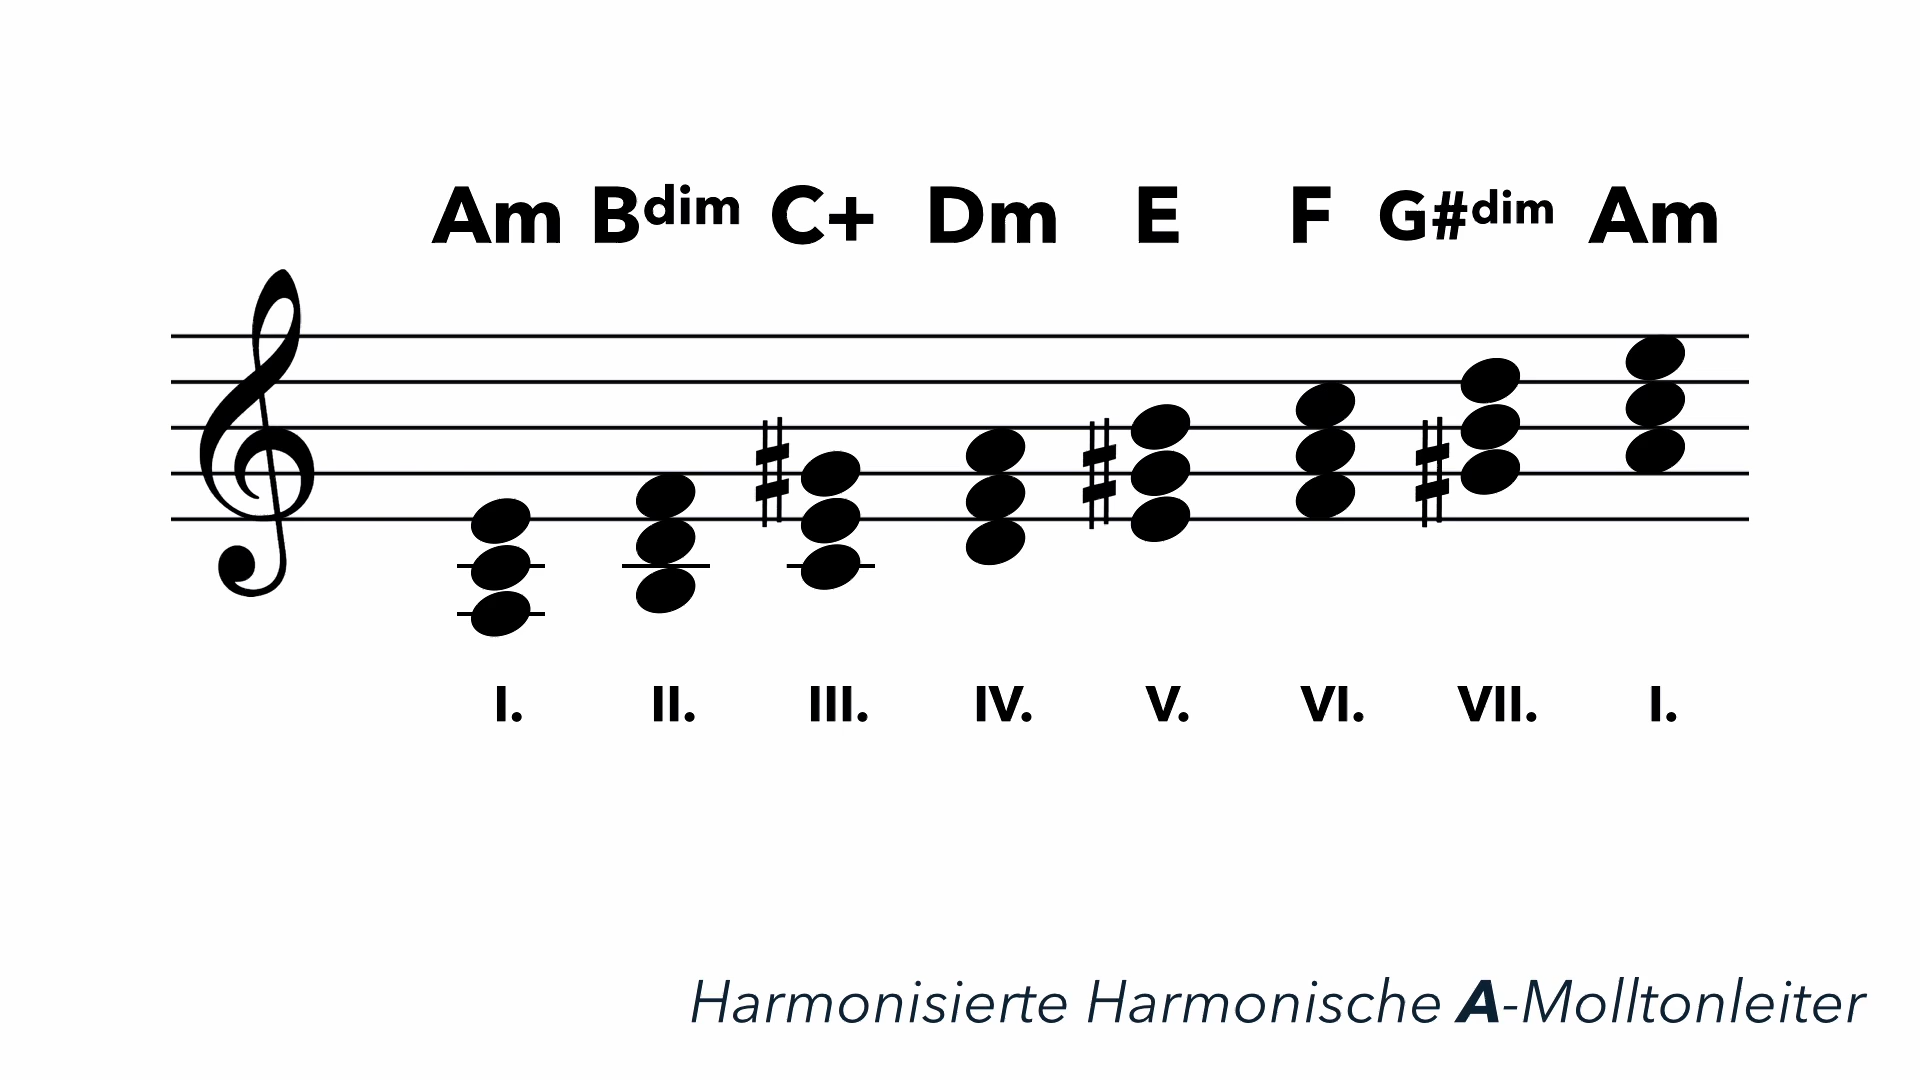 Am Bdim C+ Dm E F G#dim Am
I. II. III. IV. V. VI. VII. I.
Harmonisierte Harmonische A-Molltonleiter